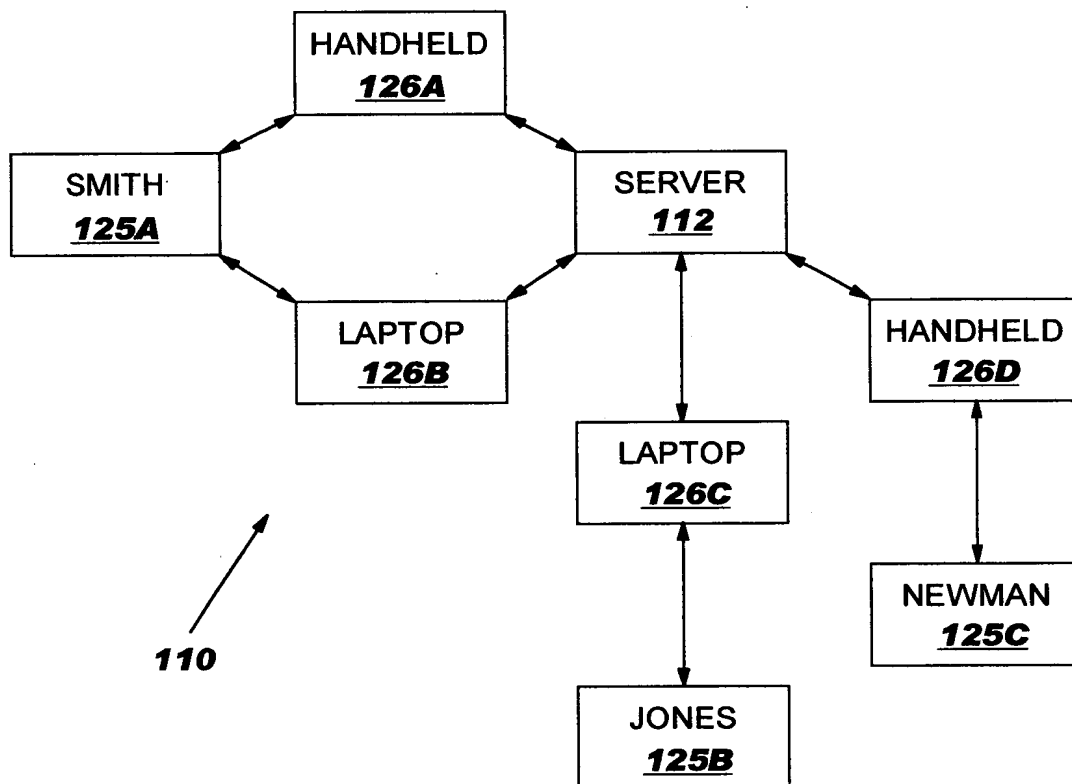 HANDHELD
126A
SMITH
125A
SERVER
112
LAPTOP
126B
HANDHELD
126D
LAPTOP
126C
NEWMAN
125C
110
JONES
125B